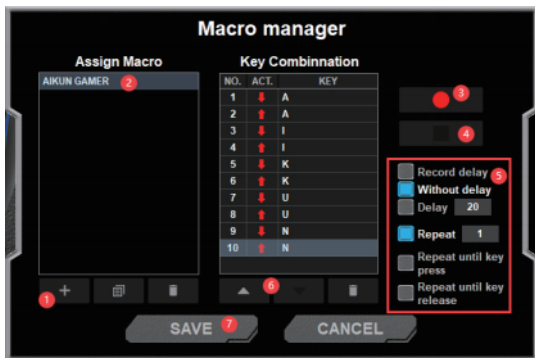 Macro manager
Assign Macro
Key Combinnation
AIKUN GAMER 2
NO. ACT. KEY
1 A
2 A
3 I
4 I
5 K
6 K
7 U
8 U
9 N
10 N
3
4
Record delay 5
Without delay
Delay 20
Repeat 1
Repeat until key
press
Repeat until key
release
1
6
SAVE 7
CANCEL